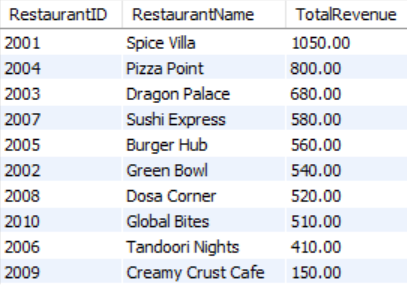 RestaurantID RestaurantName TotalRevenue
2001 Spice Villa 1050.00
2004 Pizza Point 800.00
2003 Dragon Palace 680.00
2007 Sushi Express 580.00
2005 Burger Hub 560.00
2002 Green Bowl 540.00
2008 Dosa Corner 520.00
2010 Global Bites 510.00
2006 Tandoori Nights 410.00
2009 Creamy Crust Cafe 150.00